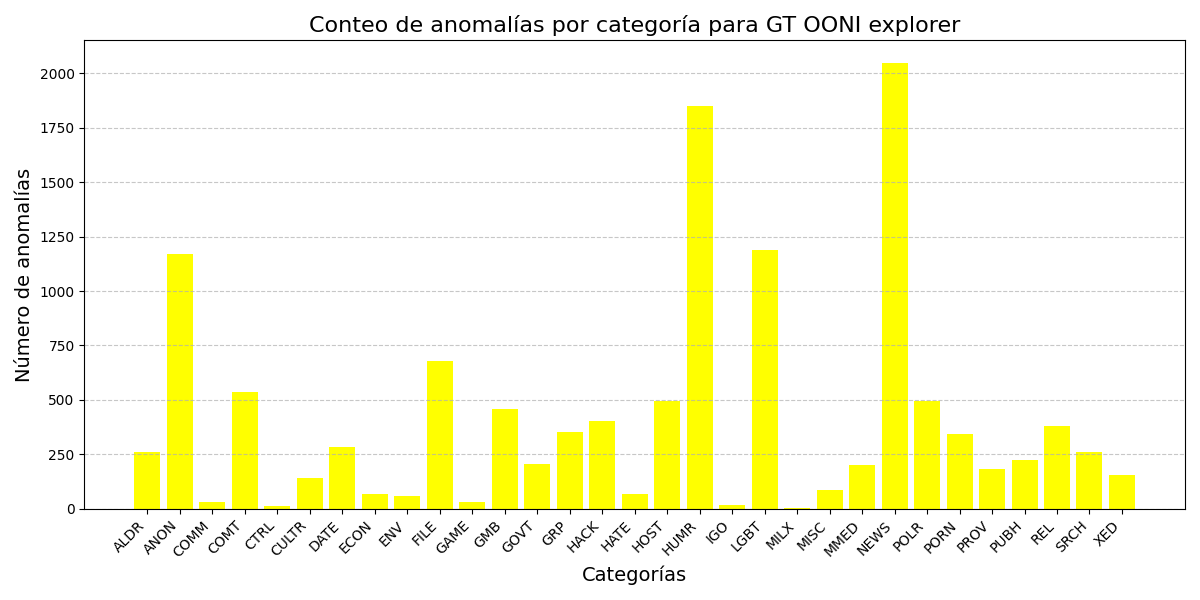 Conteo de anomalías por categoría para GT OONI explorer
Número de anomalías
2000
1750
1500
1250
1000
750
500
250
0
ALDR
ANON
COMM
COMT
CTRL
CULTR
DATE
ECON
ENV
FILE
GAME
GMB
GOVT
GRP
HACK
HATE
HOST
HUMR
IGO
LGBT
MILX
MISC
MMED
NEWS
POLR
PORN
PROV
PUBH
REL
SRCH
XED
Categorías